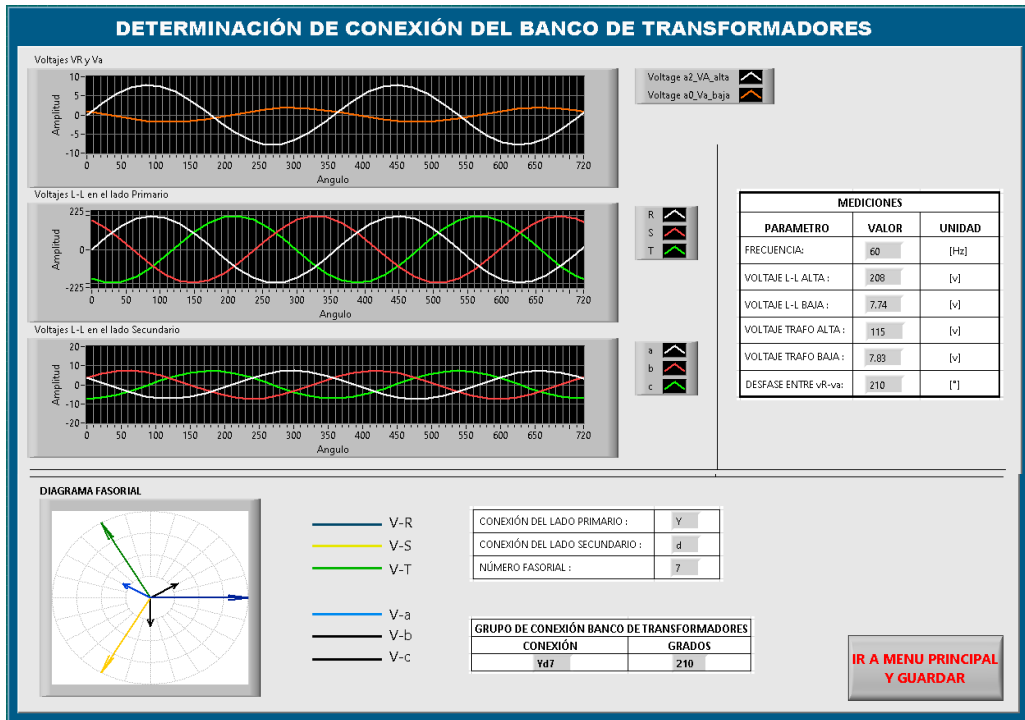 DETERMINACIÓN DE CONEXIÓN DEL BANCO DE TRANSFORMADORES
Voltajes VR y Va
Amplitud
10
5
0
-5
-10
0 50 100 150 200 250 300 350 400 450 500 550 600 650 720
Angulo
Voltage a2_VA_alta
Voltage a0_Va_baja
Voltajes L-L en el lado Primario
Amplitud
225
0
-225
0 50 100 150 200 250 300 350 400 450 500 550 600 650 720
Angulo
R
S
T
Voltajes L-L en el lado Secundario
Amplitud
20
10
0
-10
-20
0 50 100 150 200 250 300 350 400 450 500 550 600 650 720
Angulo
a
b
c
MEDICIONES
PARAMETRO VALOR UNIDAD
FRECUENCIA: 60 [Hz]
VOLTAJE L-L ALTA : 208 [v]
VOLTAJE L-L BAJA : 7.74 [v]
VOLTAJE TRAFO ALTA : 115 [v]
VOLTAJE TRAFO BAJA : 7.83 [v]
DESFASE ENTRE vR-va: 210 [°]
DIAGRAMA FASORIAL
V-R
V-S
V-T
V-a
V-b
V-c
CONEXIÓN DEL LADO PRIMARIO : Y
CONEXIÓN DEL LADO SECUNDARIO : d
NÚMERO FASORIAL : 7
GRUPO DE CONEXIÓN BANCO DE TRANSFORMADORES
CONEXIÓN GRADOS
Yd7 210
IR A MENU PRINCIPAL
Y GUARDAR